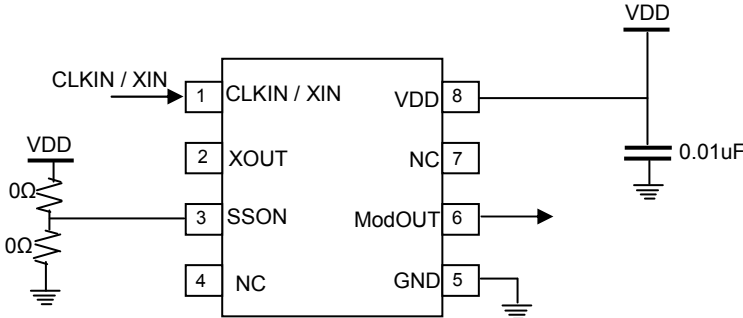 VDD
CLKIN / XIN
1 CLKIN / XIN
VDD 8
VDD
2 XOUT
NC 7
0.01uF
0Ω
3 SSON
ModOUT 6
0Ω
4 NC
GND 5